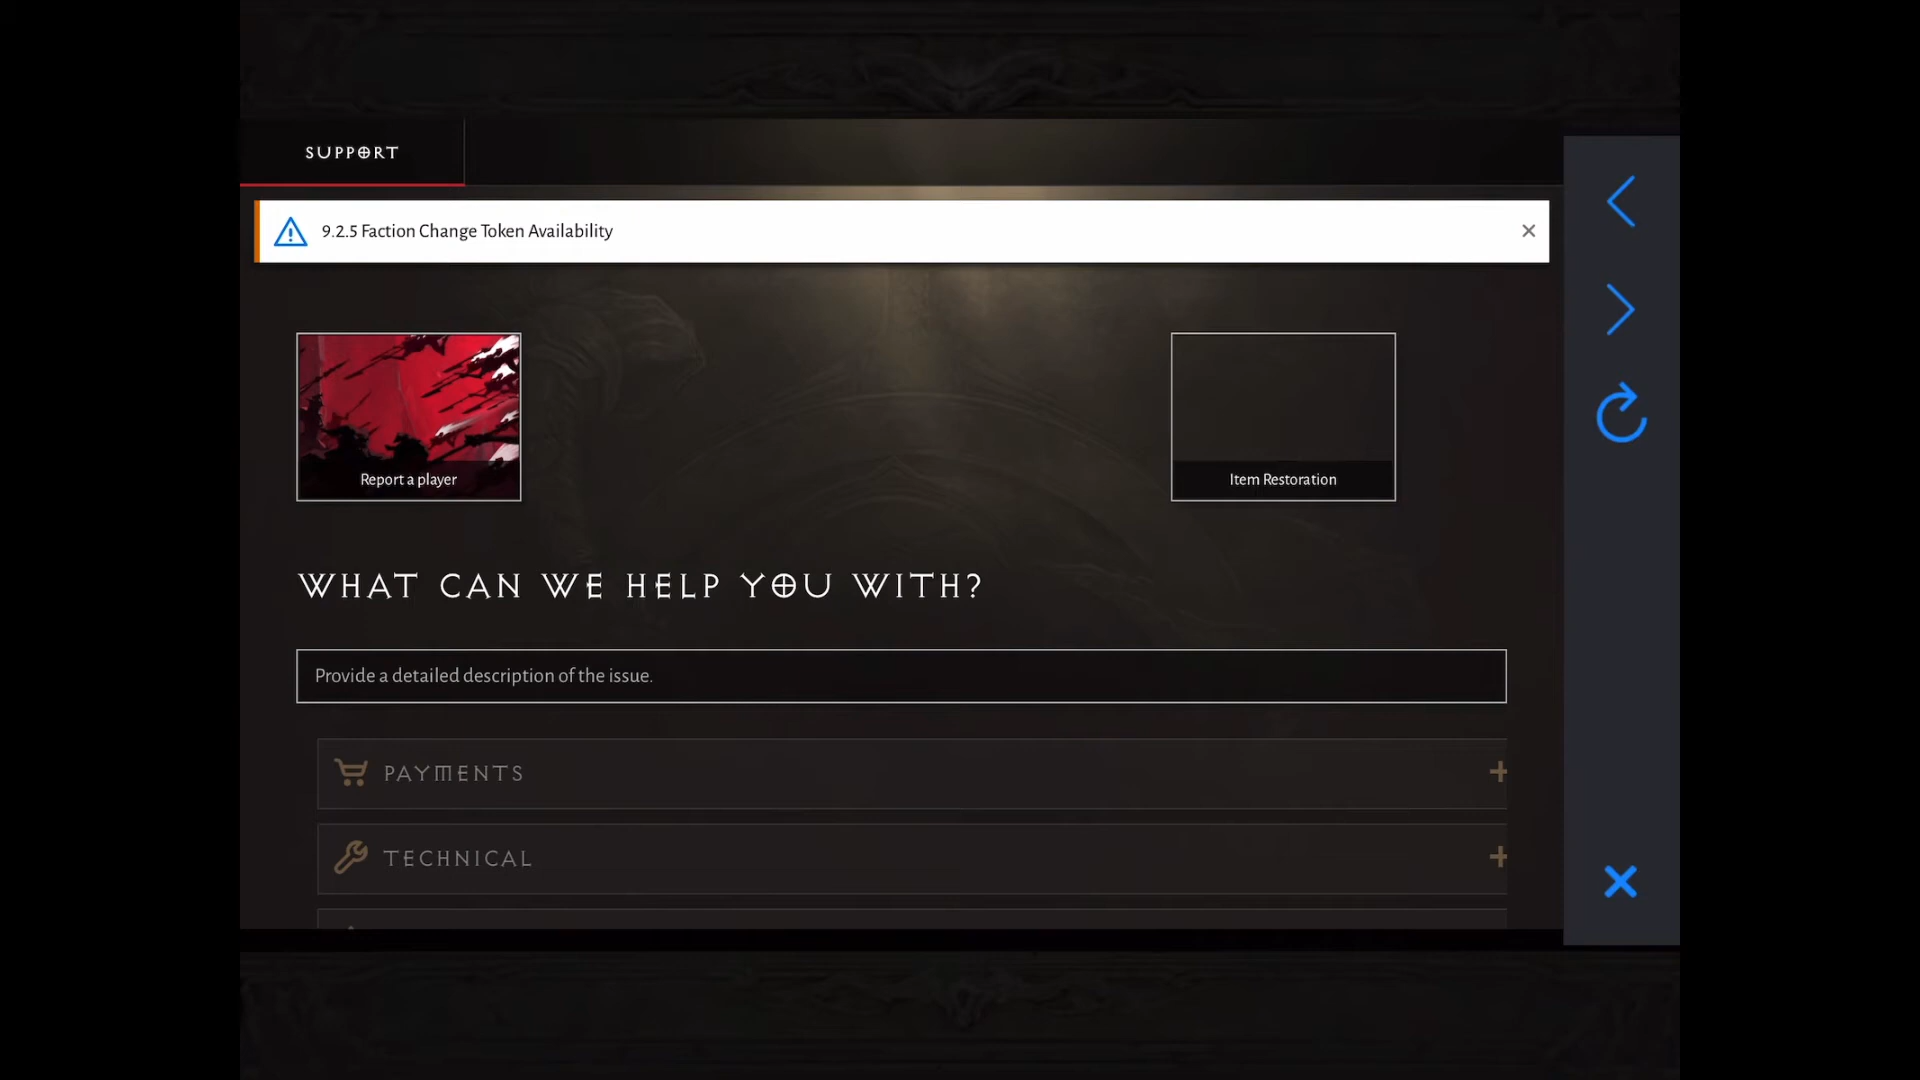 SUPPORT
9.2.5 Faction Change Token Availability
Report a player
Item Restoration
WHAT CAN WE HELP YOU WITH?
Provide a detailed description of the issue.
PAYMENTS
TECHNICAL